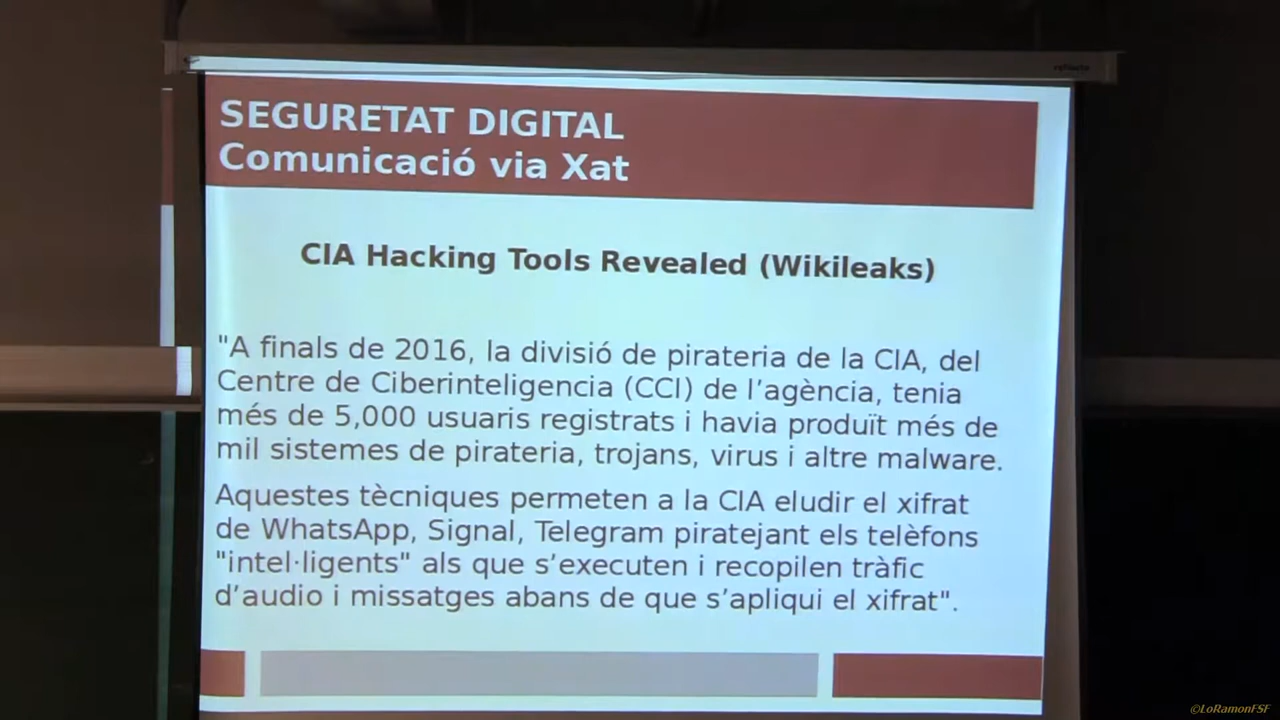 reflecta
SEGURETAT DIGITAL
Comunicació via Xat
CIA Hacking Tools Revealed (Wikileaks)
"A finals de 2016, la divisió de pirateria de la CIA, del
Centre de Ciberinteligencia (CCI) de l’agència, tenia
més de 5,000 usuaris registrats i havia produït més de
mil sistemes de pirateria, trojans, virus i altre malware.
Aquestes tècniques permeten a la CIA eludir el xifrat
de WhatsApp, Signal, Telegram piratejant els telèfons
"intel·ligents" als que s’executen i recopilen tràfic
d’audio i missatges abans de que s’apliqui el xifrat".
©LoRamonFSF